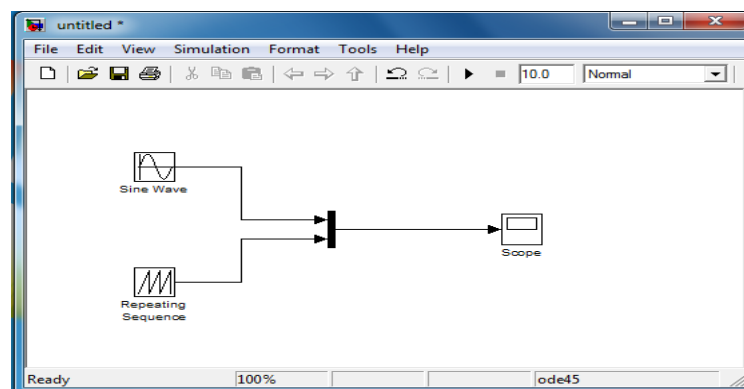 untitled *
File Edit View Simulation Format Tools Help
10.0 Normal
Sine Wave
Scope
Repeating
Sequence
Ready 100% ode45